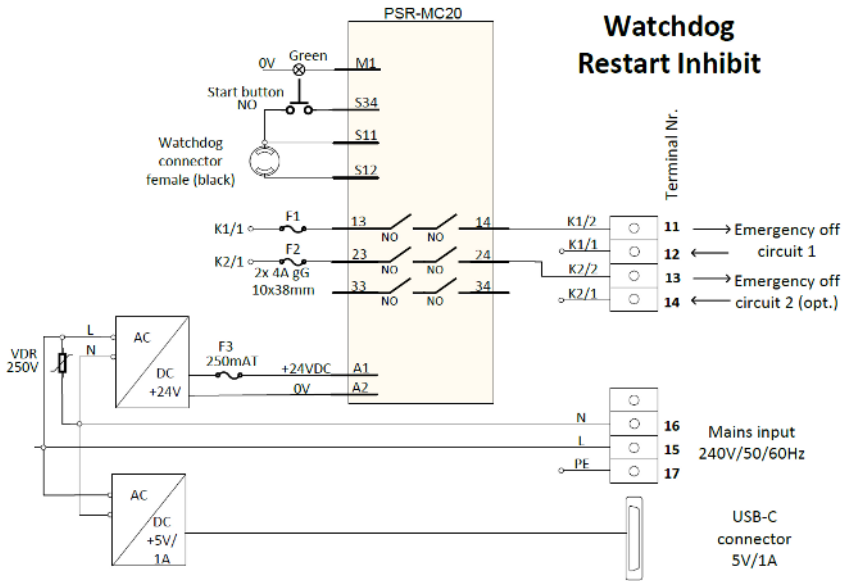 PSR-MC20
Watchdog
Restart Inhibit
Green
0V
M1
Start button
NO
S34
S11
Watchdog
connector
female (black)
S12
Terminal Nr.
K1/1
F1
13
NO
NO
14
K1/2
11
Emergency off
circuit 1
K1/1
12
K2/1
F2
2x 4A gG
10x38mm
23
NO
NO
24
K2/2
13
Emergency off
circuit 2 (opt.)
33
NO
NO
34
K2/1
14
L
N
VDR
250V
AC
DC
+24V
F3
250mAT
+24VDC
A1
0V
A2
N
16
L
15
PE
17
Mains input
240V/50/60Hz
AC
DC
+5V/
1A
USB-C
connector
5V/1A